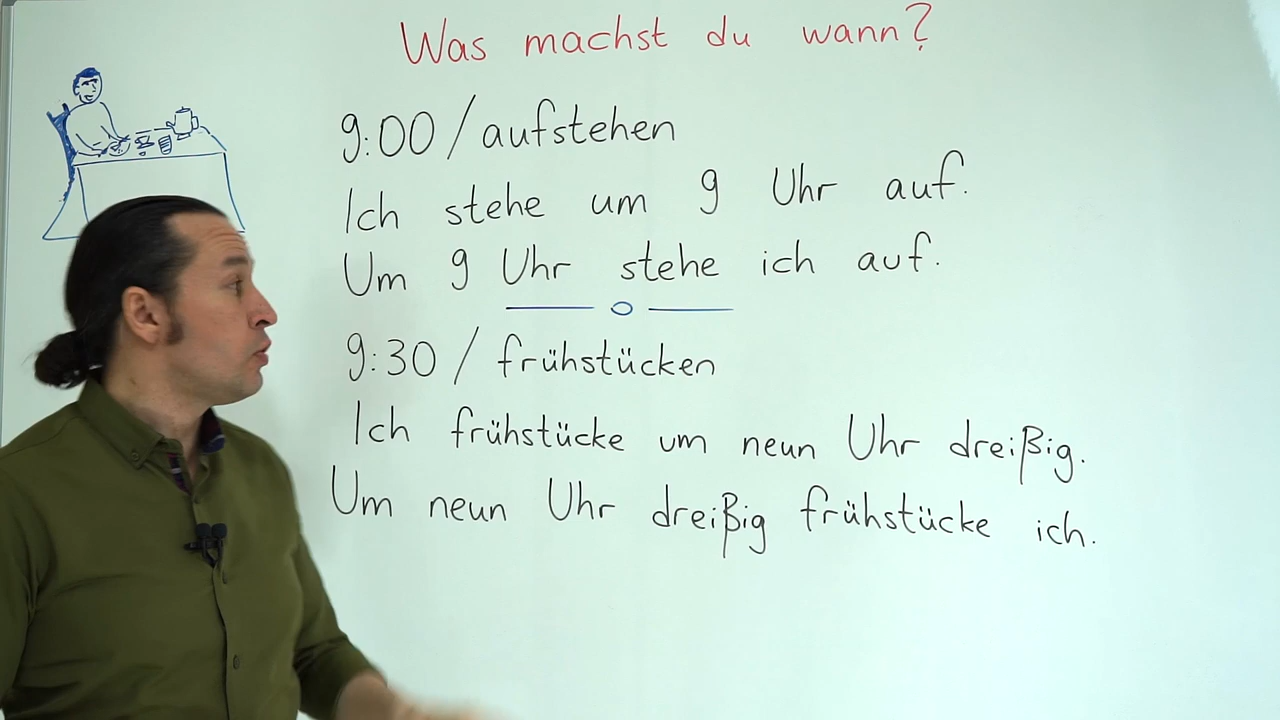 Was machst du wann?
9:00 / aufstehen
Ich stehe um 9 Uhr auf.
Um 9 Uhr stehe ich auf.
9:30 / frühstücken
Ich frühstücke um neun Uhr dreißig.
Um neun Uhr dreißig frühstücke ich.